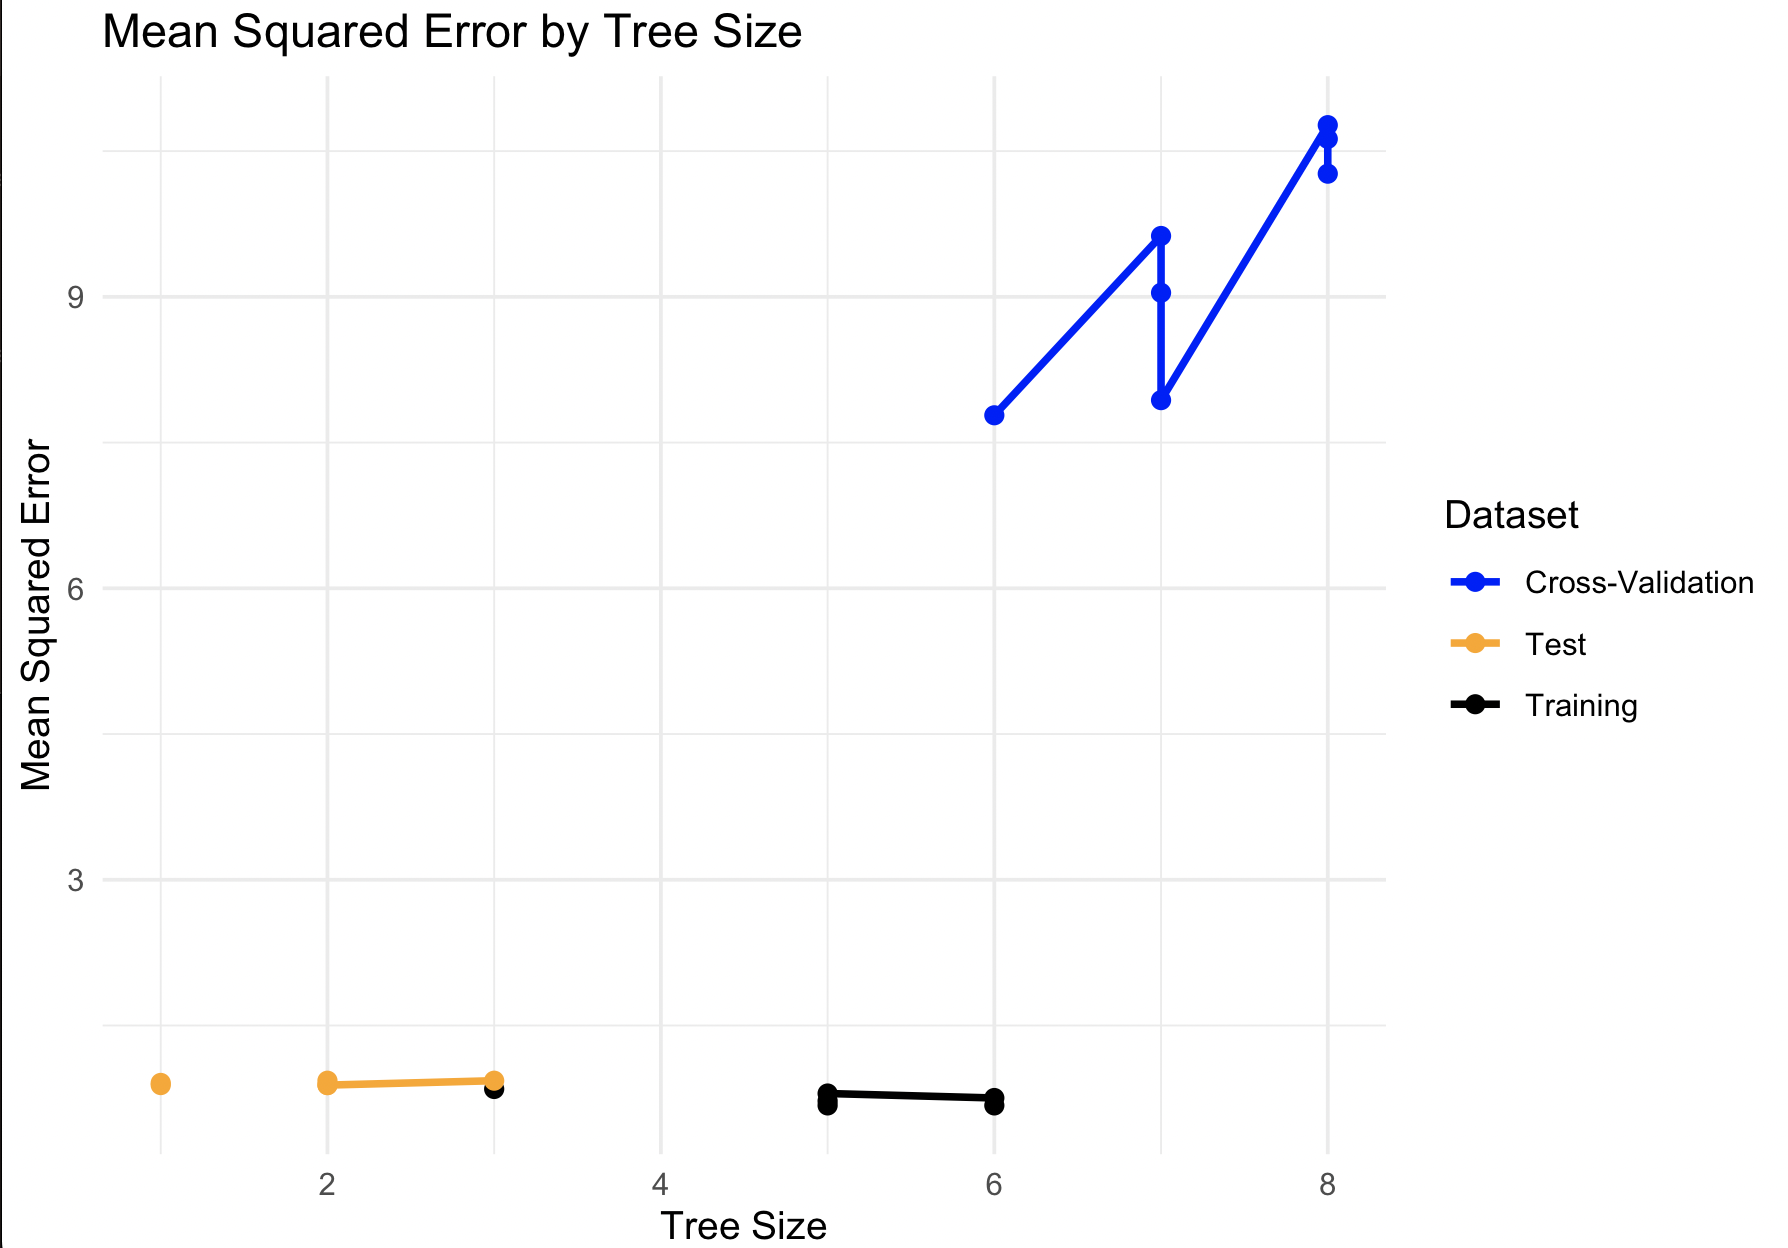 Mean Squared Error by Tree Size
Mean Squared Error
9
6
3
2
4
6
8
Tree Size
Dataset
Cross-Validation
Test
Training